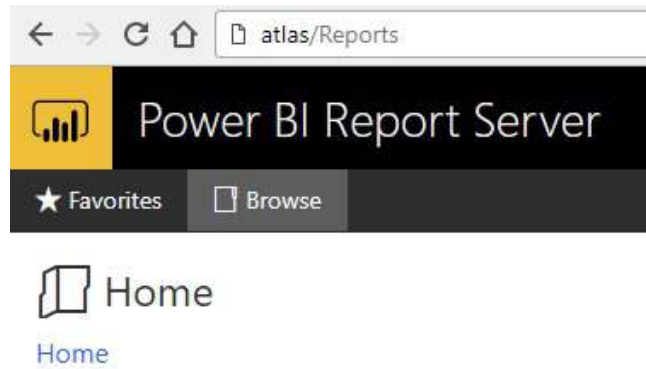 atlas/Reports
Power BI Report Server
Favorites Browse
Home
Home